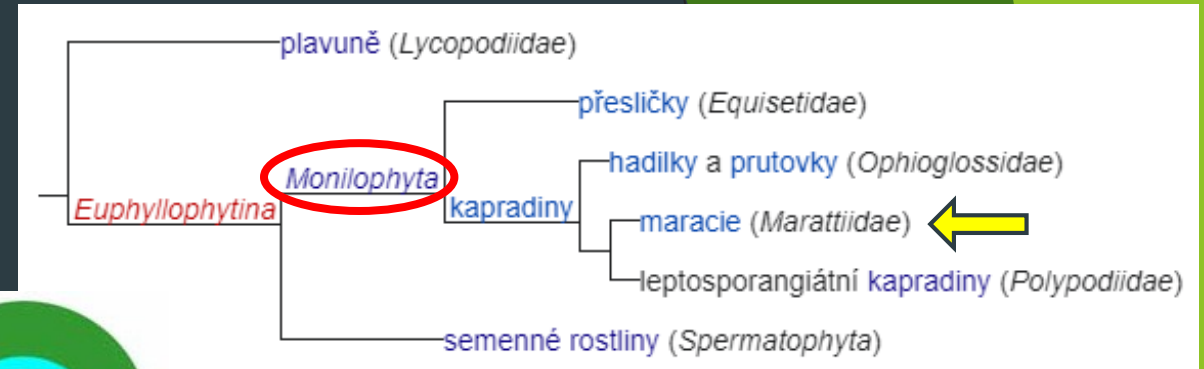 plavuně (Lycopodiidae)
přesličky (Equisetidae)
hadilky a prutovky (Ophioglossidae)
Monilophyta
Euphyllophytina
kapradiny
maracie (Marattiidae)
leptosporangiátní kapradiny (Polypodiidae)
semenné rostliny (Spermatophyta)